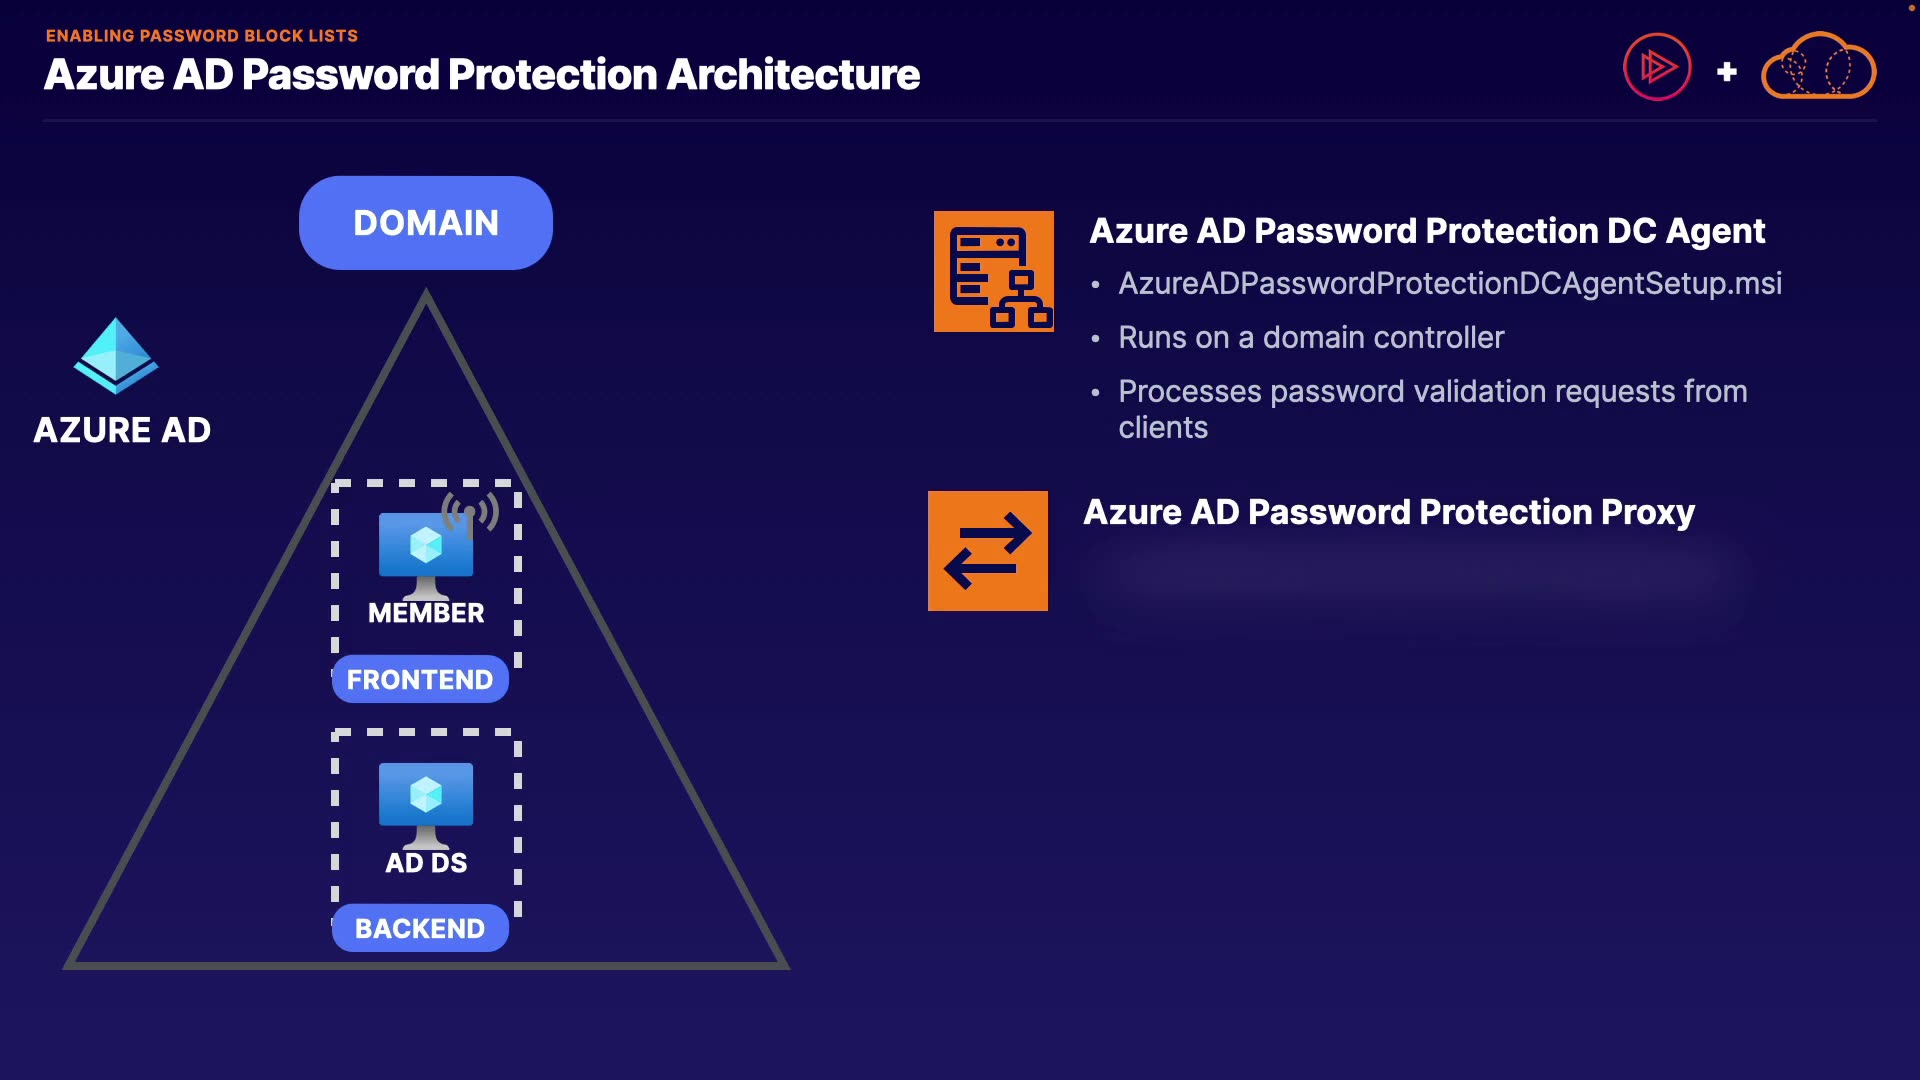 ENABLING PASSWORD BLOCK LISTS
Azure AD Password Protection Architecture
DOMAIN
AZURE AD
MEMBER
FRONTEND
AD DS
BACKEND
Azure AD Password Protection DC Agent
• AzureADPasswordProtectionDCAgentSetup.msi
• Runs on a domain controller
• Processes password validation requests from
clients
Azure AD Password Protection Proxy